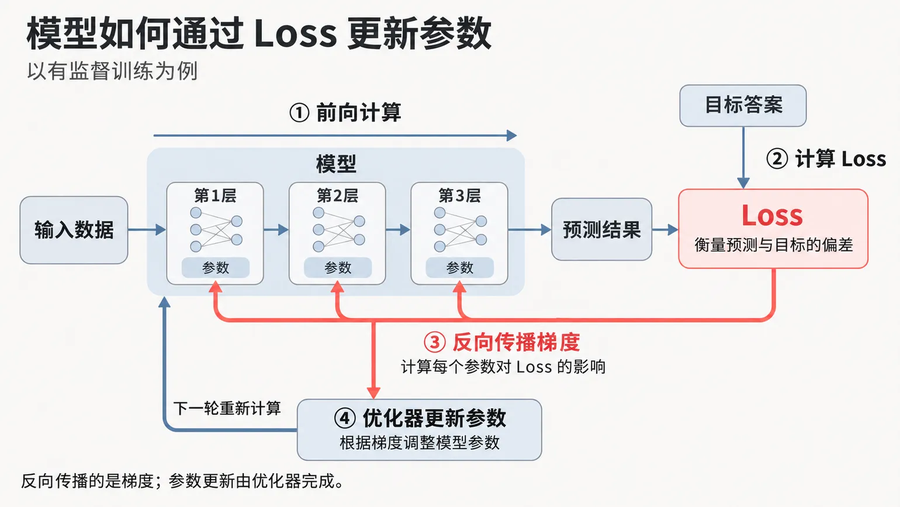 模型如何通过 Loss 更新参数
以有监督训练为例
① 前向计算
目标答案
② 计算 Loss
模型
第1层
第2层
第3层
参数
参数
参数
输入数据
预测结果
Loss
衡量预测与目标的偏差
③ 反向传播梯度
计算每个参数对 Loss 的影响
下一轮重新计算
④ 优化器更新参数
根据梯度调整模型参数
反向传播的是梯度；参数更新由优化器完成。